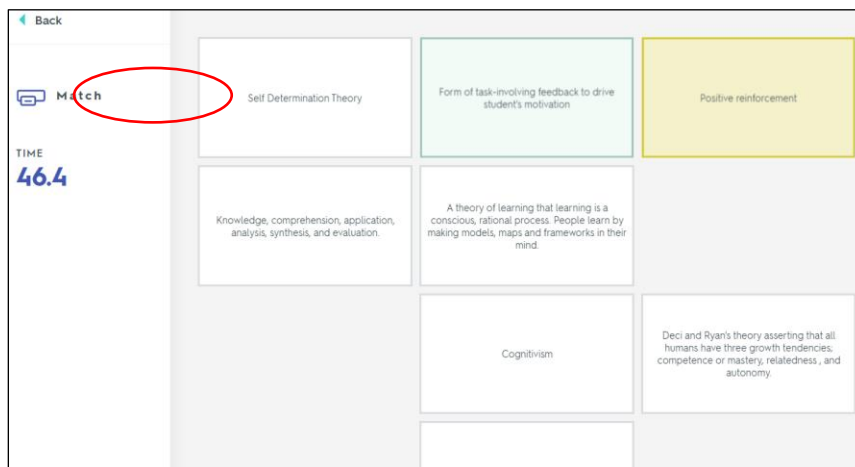 Back
Match
TIME
46.4
Self Determination Theory
Form of task-involving feedback to drive
student's motivation
Positive reinforcement
Knowledge, comprehension, application,
analysis, synthesis, and evaluation.
A theory of learning that learning is a
conscious, rational process. People learn by
making models, maps and frameworks in their
mind.
Cognitivism
Deci and Ryan's theory asserting that all
humans have three growth tendencies;
competence or mastery, relatedness , and
autonomy.